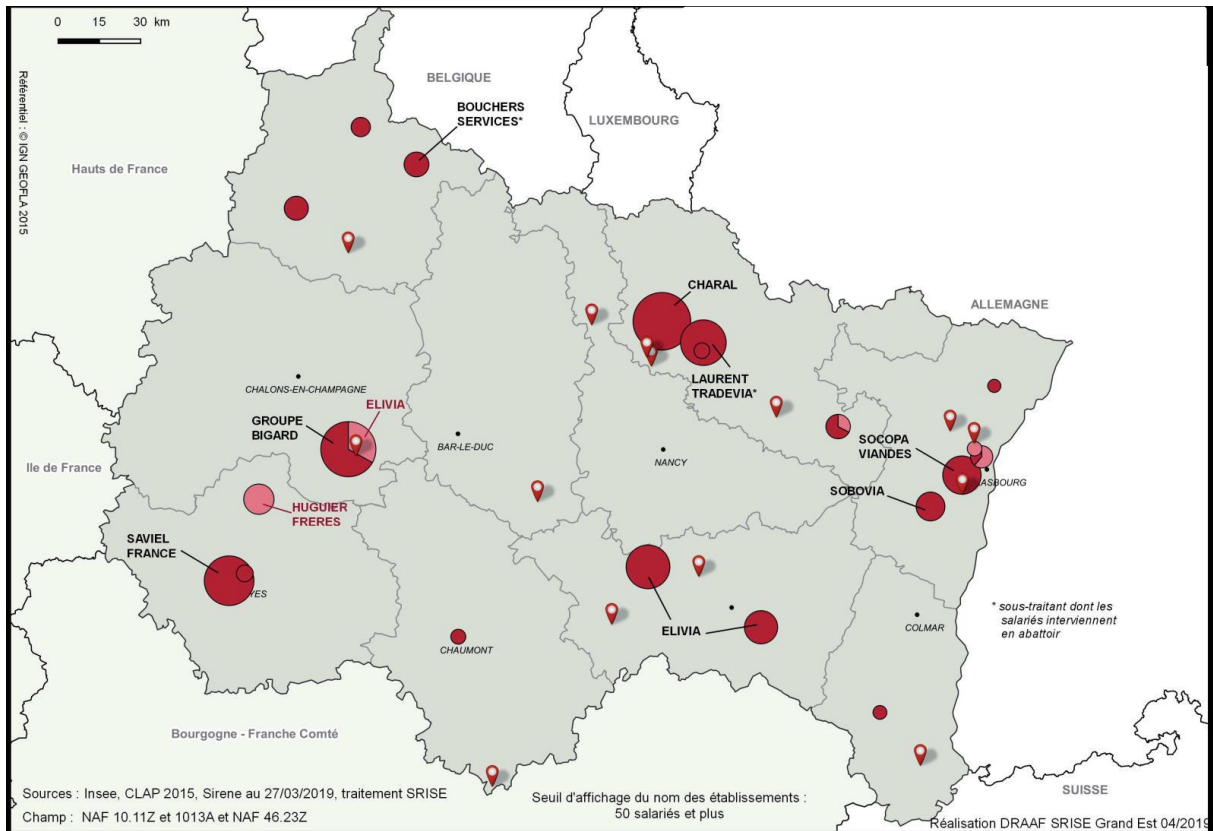 0 15 30 km
Référentiel : © IGN GEOFLA 2015
BELGIQUE
BOUCHERS
SERVICES*
LUXEMBOURG
Hauts de France
CHARAL
ALLEMAGNE
LAURENT
TRADEVIA*
CHALONS-EN-CHAMPAGNE
ELIVIA
GROUPE
BIGARD
BAR-LE-DUC
NANCY
SOCOPA
VIANDES
ASBOURG
Ile de France
SOBOVIA
HUGUIER
FRERES
SAVIEL
FRANCE
YES
ELIVIA
* sous-traitant dont les
salariés interviennent
en abattoir
COLMAR
CHAUMONT
Bourgogne - Franche Comté
SUISSE
Sources : Insee, CLAP 2015, Sirene au 27/03/2019, traitement SRISE
Champ : NAF 10.11Z et 1013A et NAF 46.23Z
Seuil d'affichage du nom des établissements :
50 salariés et plus
Réalisation DRAAF SRISE Grand Est 04/2019